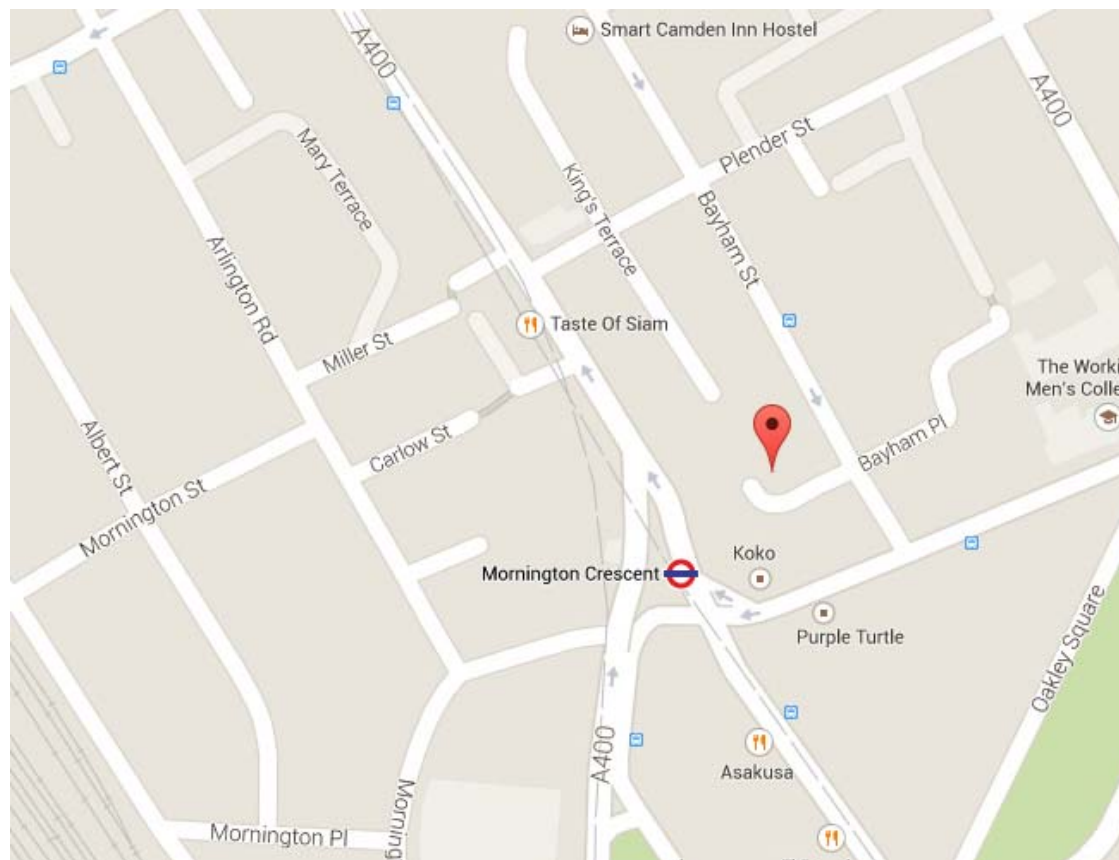 A400
Smart Camden Inn Hostel
A400
Plender St
Mary Terrace
King's Terrace
Bayham St
Arlington Rd
Taste Of Siam
Miller St
The Worki
Men's Colle
Albert St
Carlow St
Bayham Pl
Mornington St
Koko
Mornington Crescent
Purple Turtle
Oakley Square
A400
Asakusa
Morning
Mornington Pl